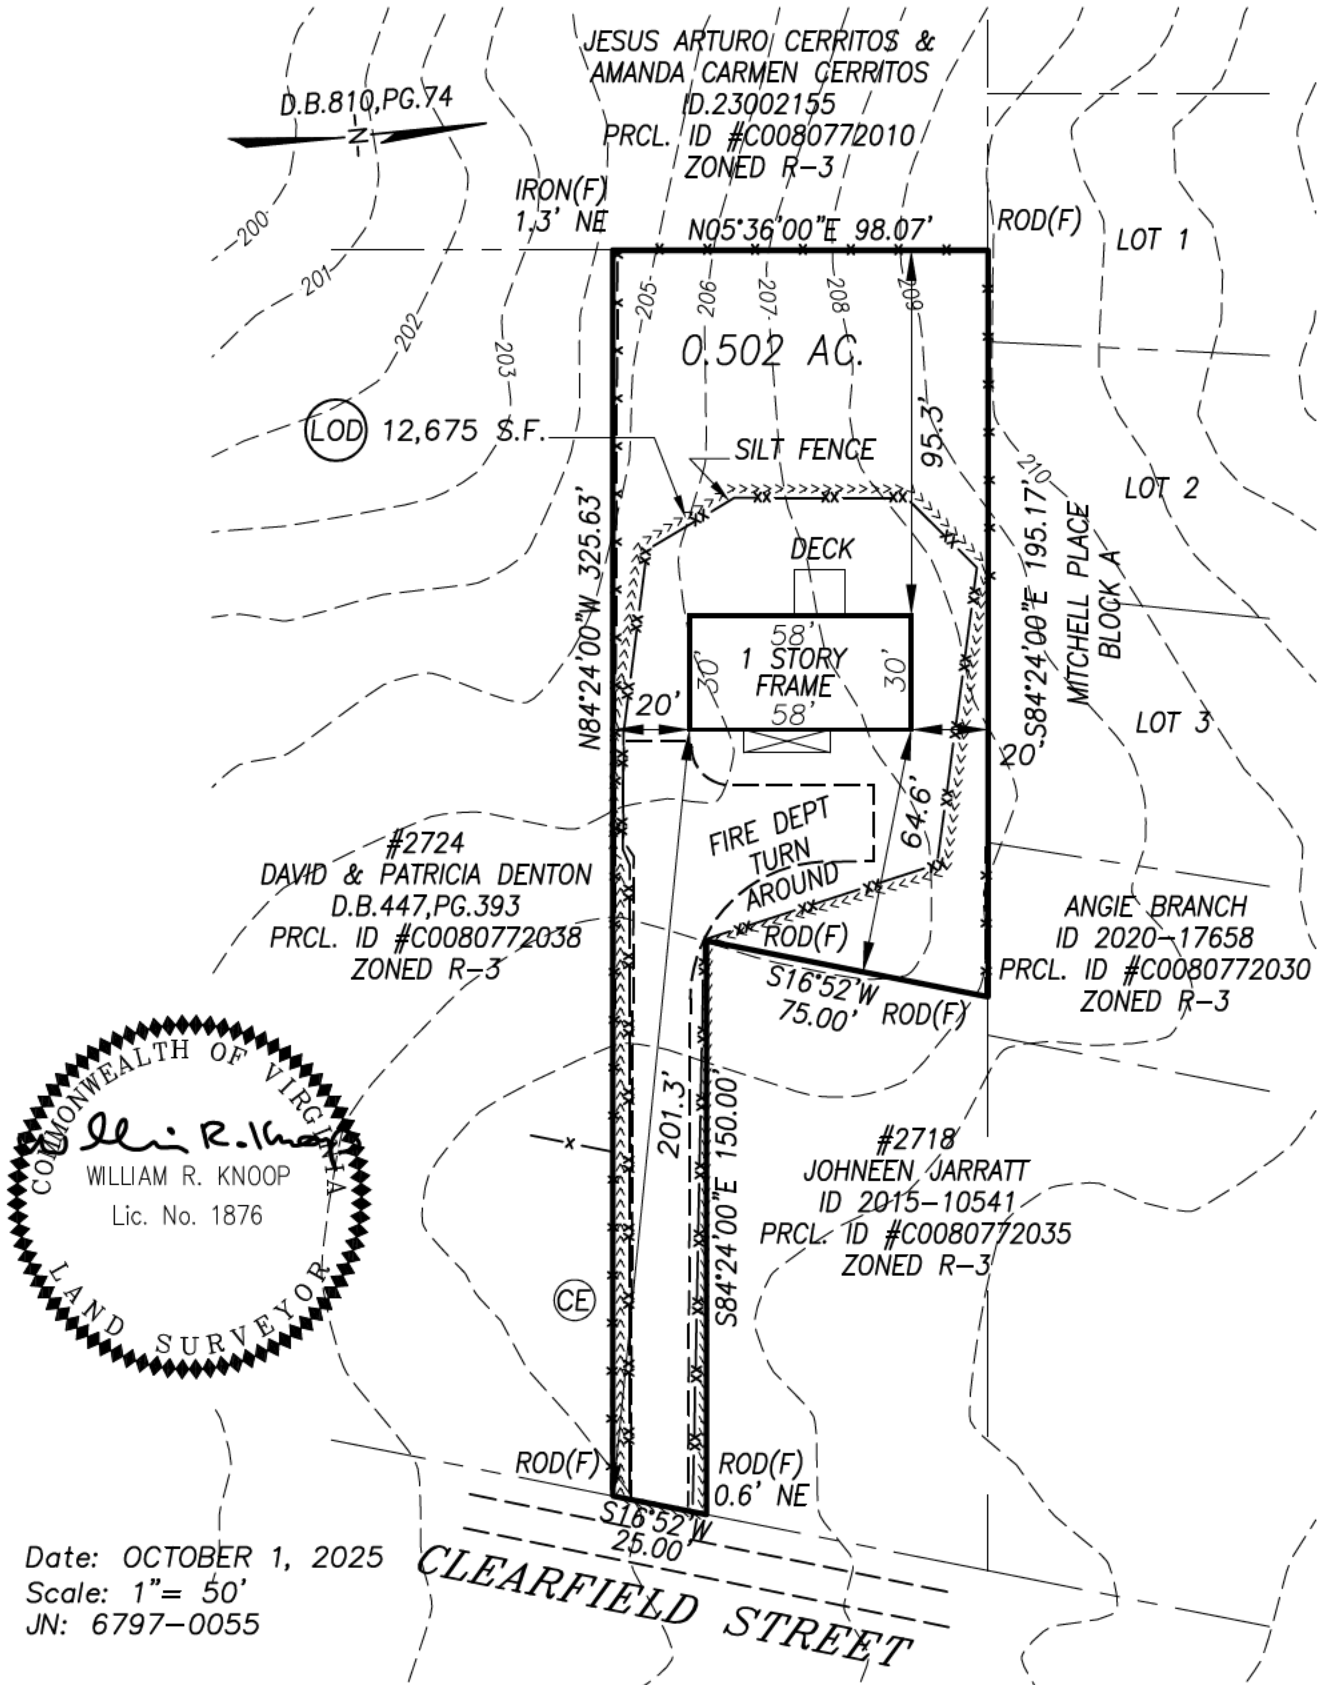 JESUS ARTURO CERRITOS &
AMANDA CARMEN CERRITOS
ID.23002155
PRCL. ID #C0080772010
ZONED R-3
D.B.810,PG.74
N
IRON(F)
1.3' NE
N05°36'00"E 98.07'
ROD(F)
LOT 1
200
201
202
203
205
206
207
208
209
0.502 AC.
LOD 12,675 S.F.
SILT FENCE
95.3'
210
LOT 2
N84°24'00"W 325.63'
S84°24'00"E 195.17'
MITCHELL PLACE
BLOCK A
DECK
58'
30'
1 STORY
FRAME
30'
58'
20'
20'
LOT 3
64.6'
FIRE DEPT
TURN
AROUND
#2724
DAVID & PATRICIA DENTON
D.B.447,PG.393
PRCL. ID #C0080772038
ZONED R-3
ROD(F)
S16°52'W
75.00'
ROD(F)
ANGIE BRANCH
ID 2020-17658
PRCL. ID #C0080772030
ZONED R-3
COMMONWEALTH OF VIRGINIA
William R. Knoop
WILLIAM R. KNOOP
Lic. No. 1876
LAND SURVEYOR
201.3'
S84°24'00"E 150.00'
#2718
JOHNEEN JARRATT
ID 2015-10541
PRCL. ID #C0080772035
ZONED R-3
CE
ROD(F)
ROD(F)
0.6' NE
S16°52'W
25.00'
CLEARFIELD STREET
Date: OCTOBER 1, 2025
Scale: 1"= 50'
JN: 6797-0055